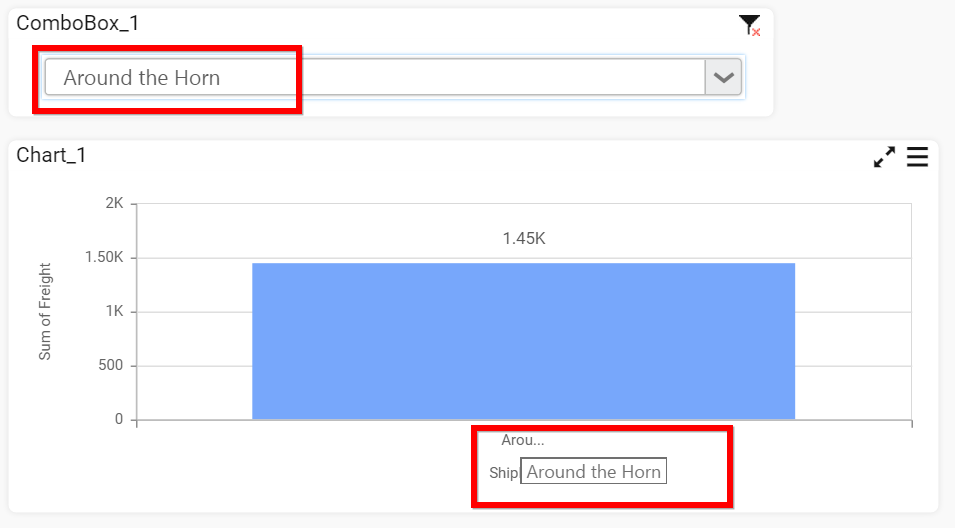 ComboBox_1
Around the Horn
Chart_1
2K
1.45K
1.50K
1K
500
0
Sum of Freight
Arou...
Around the Horn